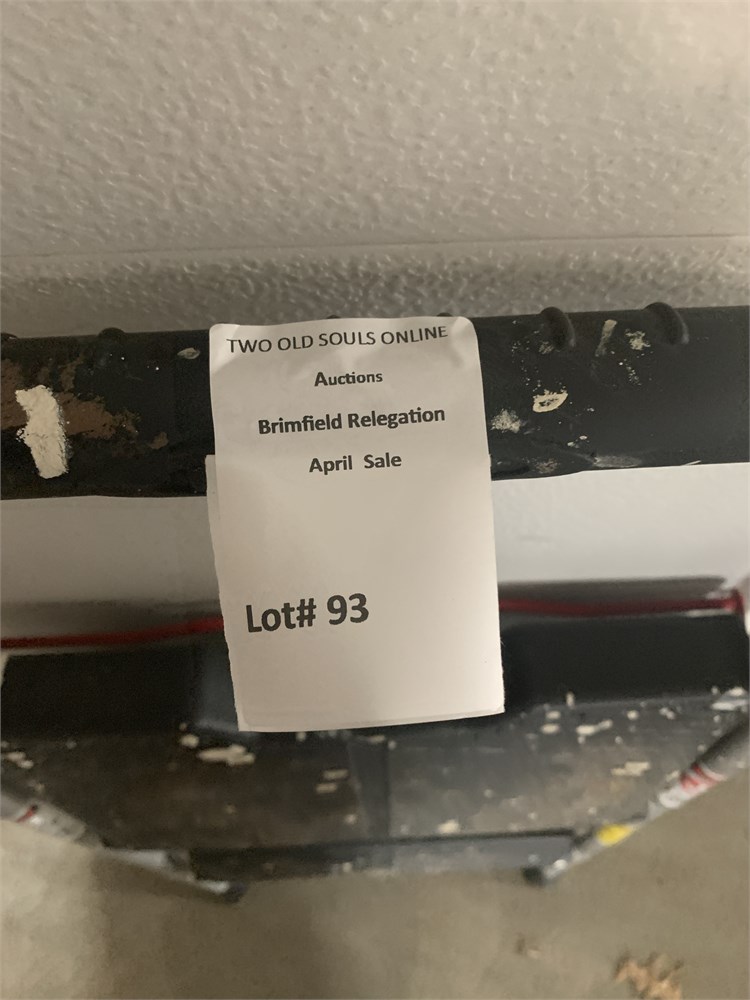 TWO OLD SOULS ONLINE
Auctions
Brimfield Relegation
April Sale
Lot# 93